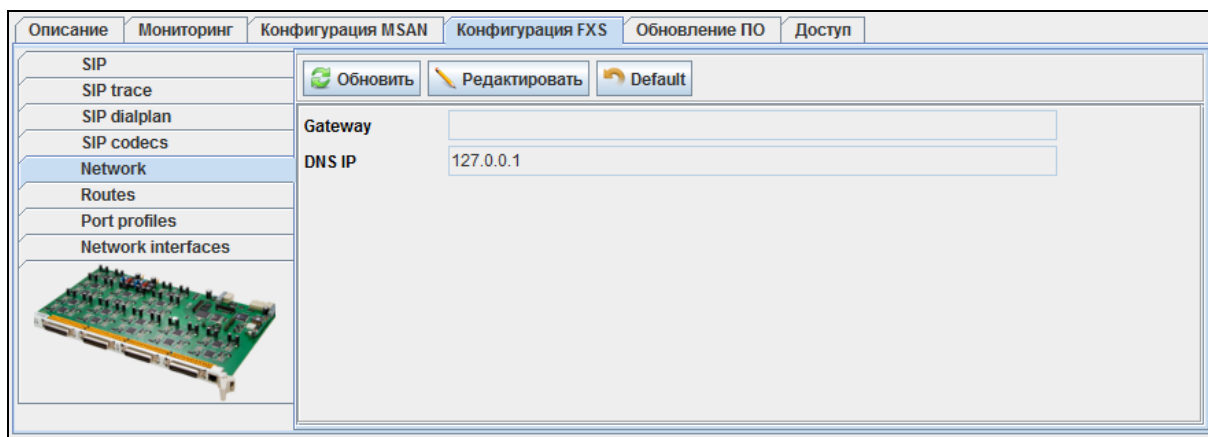 Описание Мониторинг Конфигурация MSAN Конфигурация FXS Обновление ПО Доступ
SIP
SIP trace
SIP dialplan
SIP codecs
Network
Routes
Port profiles
Network interfaces
Обновить Редактировать Default
Gateway
DNS IP 127.0.0.1